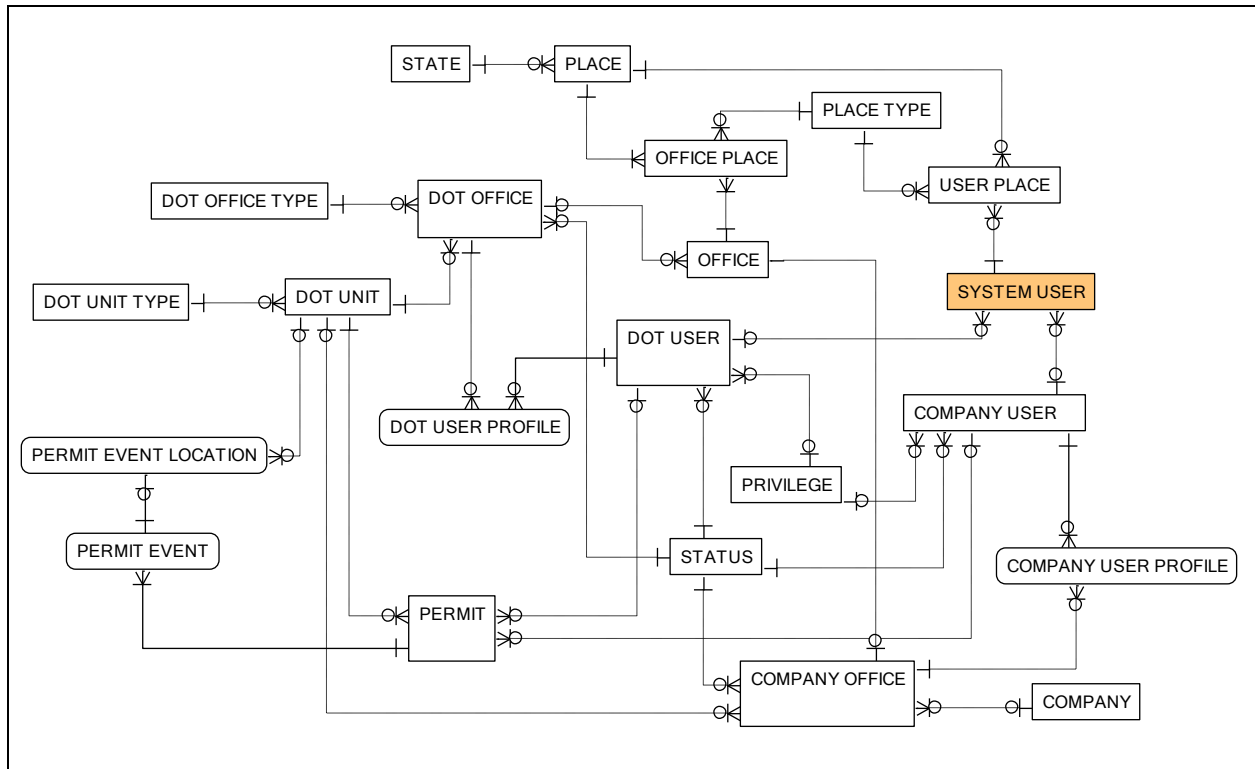 STATE
PLACE
PLACE TYPE
OFFICE PLACE
USER PLACE
DOT OFFICE TYPE
DOT OFFICE
OFFICE
DOT UNIT TYPE
DOT UNIT
SYSTEM USER
DOT USER
COMPANY USER
DOT USER PROFILE
PERMIT EVENT LOCATION
PRIVILEGE
PERMIT EVENT
STATUS
COMPANY USER PROFILE
PERMIT
COMPANY OFFICE
COMPANY